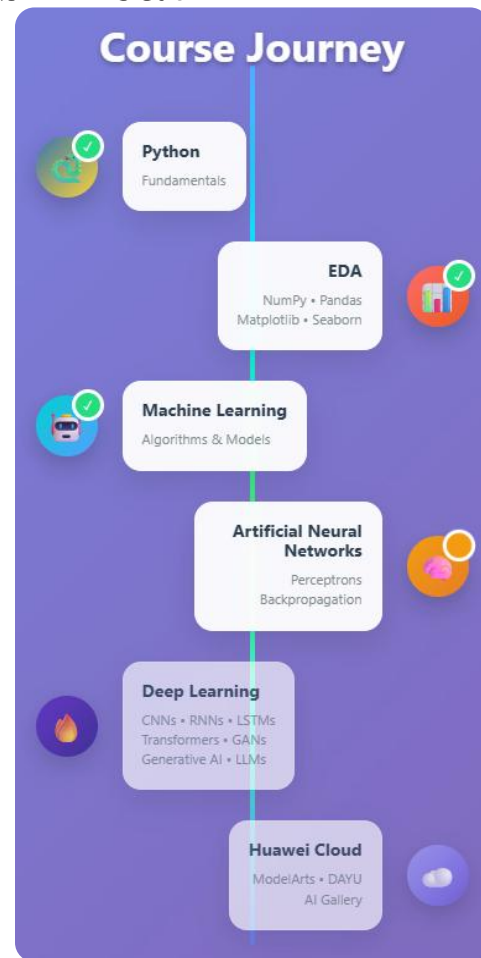 Course Journey
Python
Fundamentals
EDA
NumPy • Pandas
Matplotlib • Seaborn
Machine Learning
Algorithms & Models
Artificial Neural
Networks
Perceptrons
Backpropagation
Deep Learning
CNNs • RNNs • LSTMs
Transformers • GANs
Generative AI • LLMs
Huawei Cloud
ModelArts • DAYU
AI Gallery